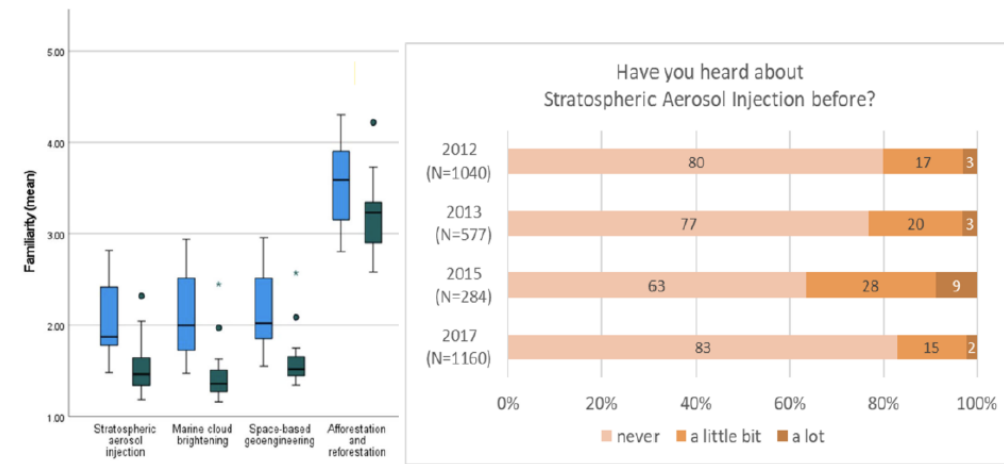 5.00
4.00
3.00
2.00
1.00
Familiarity (mean)
Stratospheric
aerosol
injection
Marine cloud
brightening
Space-based
geoengineering
Afforestation
and
reforestation
Have you heard about
Stratospheric Aerosol Injection before?
2012
(N=1040)
80 17 3
2013
(N=577)
77 20 3
2015
(N=284)
63 28 9
2017
(N=1160)
83 15 2
0% 20% 40% 60% 80% 100%
never a little bit a lot